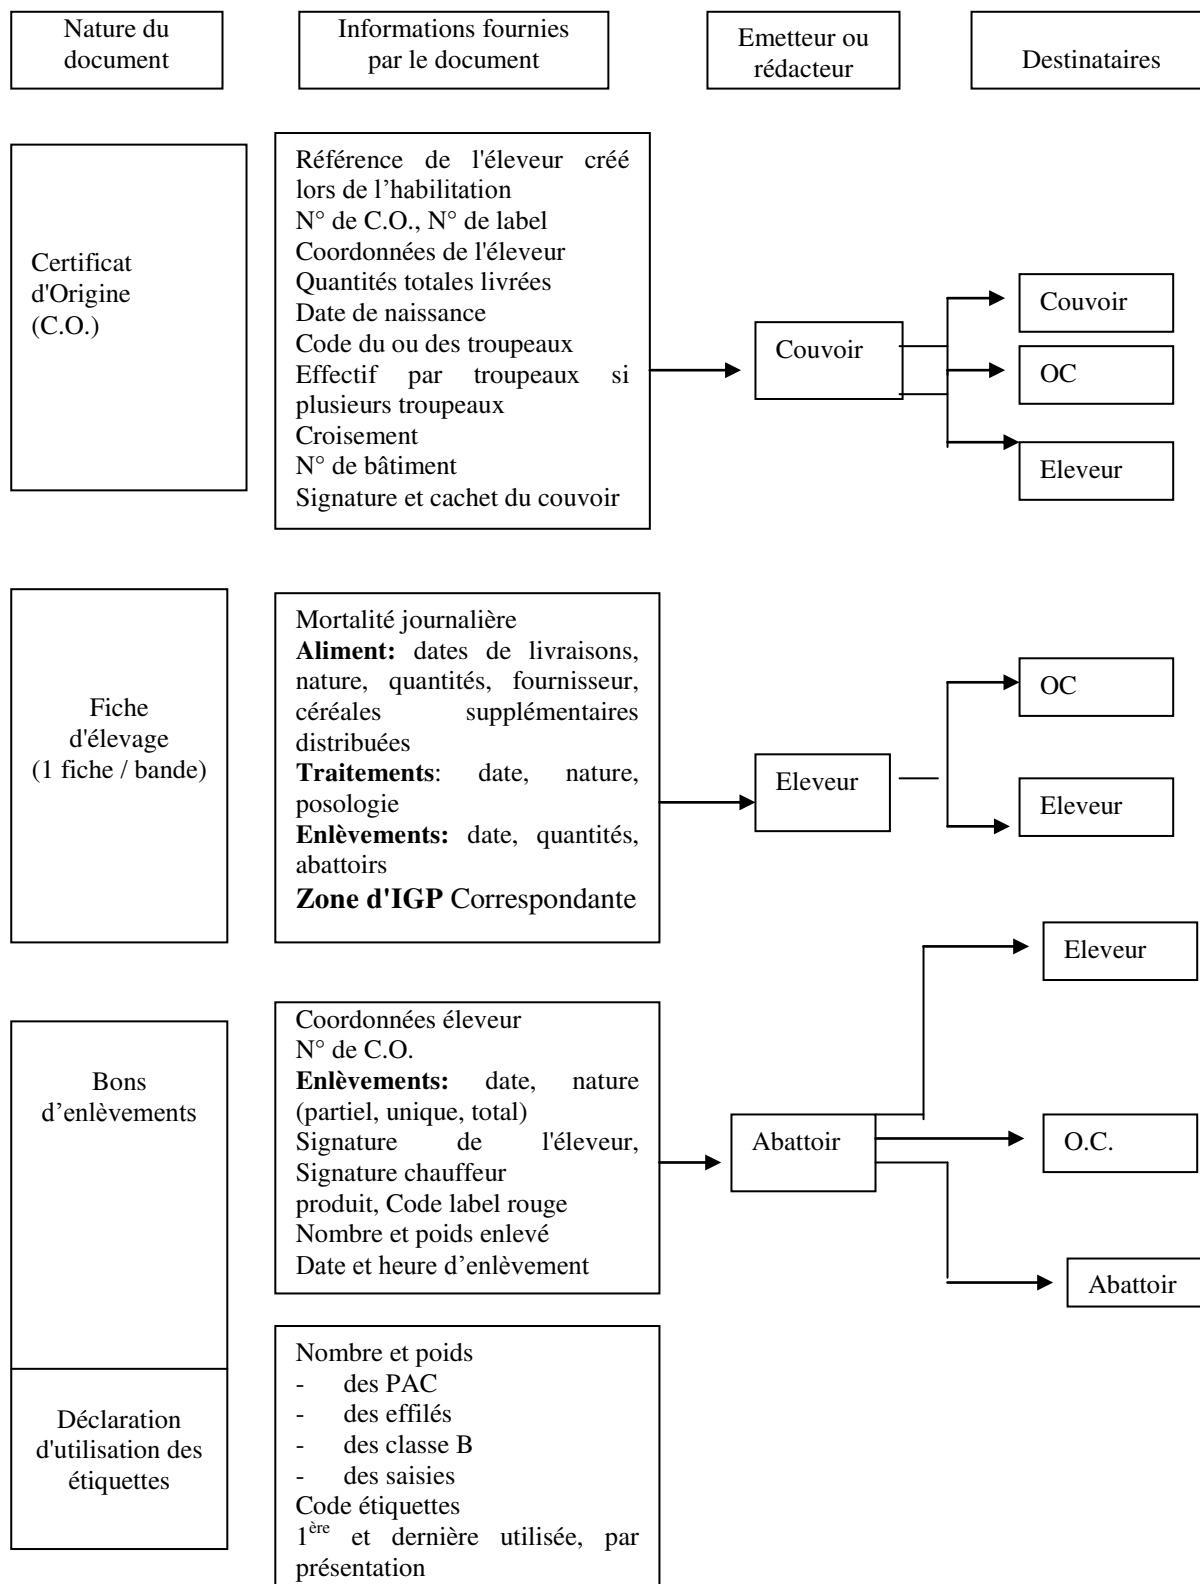 Nature du
document
Informations fournies
par le document
Emetteur ou
rédacteur
Destinataires
Certificat
d'Origine
(C.O.)
Référence de l'éleveur créé
lors de l’habilitation
N° de C.O., N° de label
Coordonnées de l'éleveur
Quantités totales livrées
Date de naissance
Code du ou des troupeaux
Effectif par troupeaux si
plusieurs troupeaux
Croisement
N° de bâtiment
Signature et cachet du couvoir
Couvoir
Couvoir
OC
Eleveur
Fiche
d'élevage
(1 fiche / bande)
Mortalité journalière
Aliment: dates de livraisons,
nature, quantités, fournisseur,
céréales supplémentaires
distribuées
Traitements: date, nature,
posologie
Enlèvements: date, quantités,
abattoirs
Zone d'IGP Correspondante
Eleveur
OC
Eleveur
Bons
d’enlèvements
Coordonnées éleveur
N° de C.O.
Enlèvements: date, nature
(partiel, unique, total)
Signature de l'éleveur,
Signature chauffeur
produit, Code label rouge
Nombre et poids enlevé
Date et heure d’enlèvement
Abattoir
Eleveur
O.C.
Abattoir
Déclaration
d'utilisation des
étiquettes
Nombre et poids
- des PAC
- des effilés
- des classe B
- des saisies
Code étiquettes
1ère et dernière utilisée, par
présentation